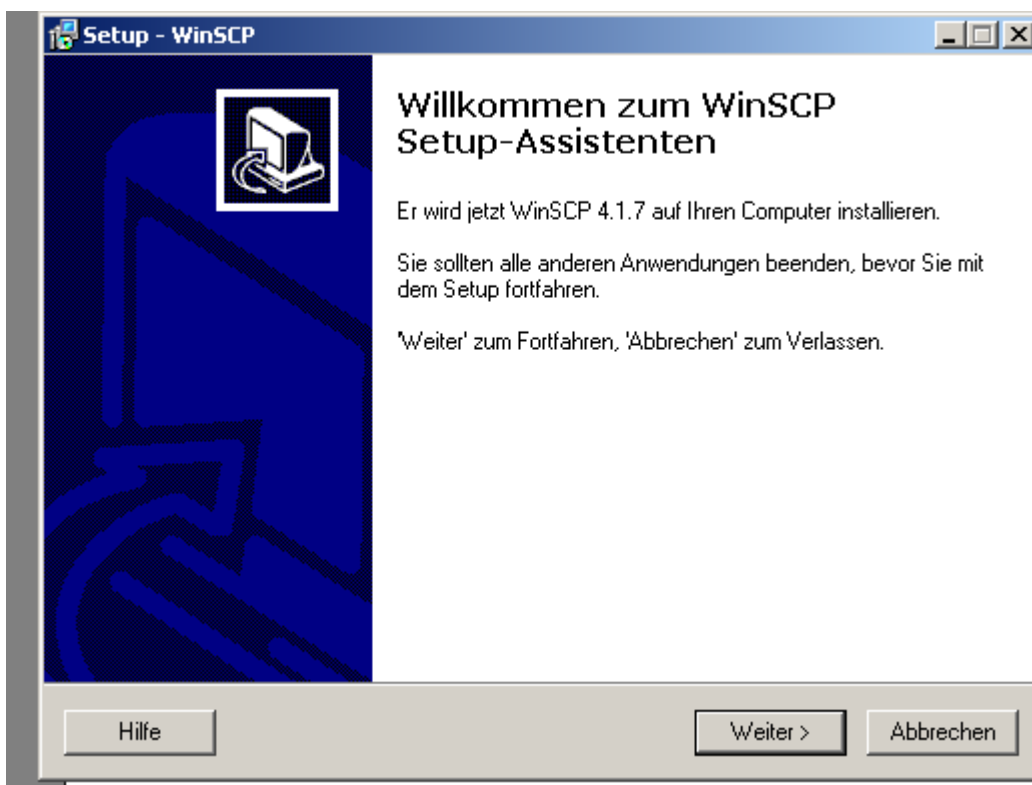 Setup - WinSCP
Willkommen zum WinSCP
Setup-Assistenten
Er wird jetzt WinSCP 4.1.7 auf Ihren Computer installieren.
Sie sollten alle anderen Anwendungen beenden, bevor Sie mit
dem Setup fortfahren.
'Weiter' zum Fortfahren, 'Abbrechen' zum Verlassen.
Hilfe
Weiter >
Abbrechen